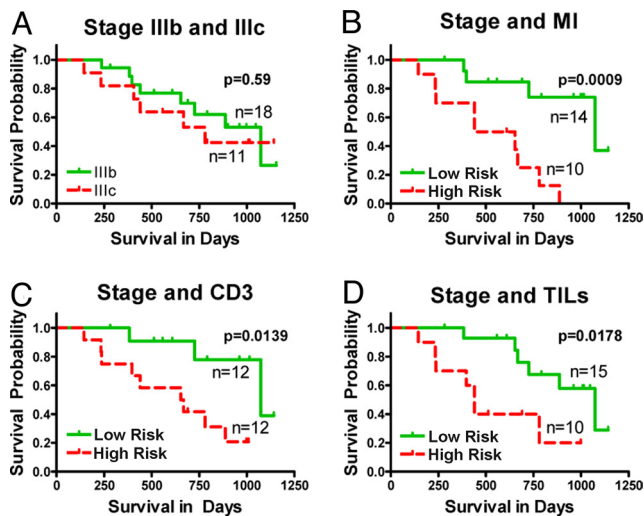 A
Stage IIIb and IIIc
Survival Probability
1.0
0.8
0.6
0.4
0.2
0.0
p=0.59
n=18
n=11
IIIb
IIIc
0 250 500 750 1000 1250
Survival in Days
B
Stage and MI
Survival Probability
1.0
0.8
0.6
0.4
0.2
0.0
p=0.0009
n=14
n=10
Low Risk
High Risk
0 250 500 750 1000 1250
Survival in Days
C
Stage and CD3
Survival Probability
1.0
0.8
0.6
0.4
0.2
0.0
p=0.0139
n=12
n=12
Low Risk
High Risk
0 250 500 750 1000 1250
Survival in Days
D
Stage and TILs
Survival Probability
1.0
0.8
0.6
0.4
0.2
0.0
p=0.0178
n=15
n=10
Low Risk
High Risk
0 250 500 750 1000 1250
Survival in Days